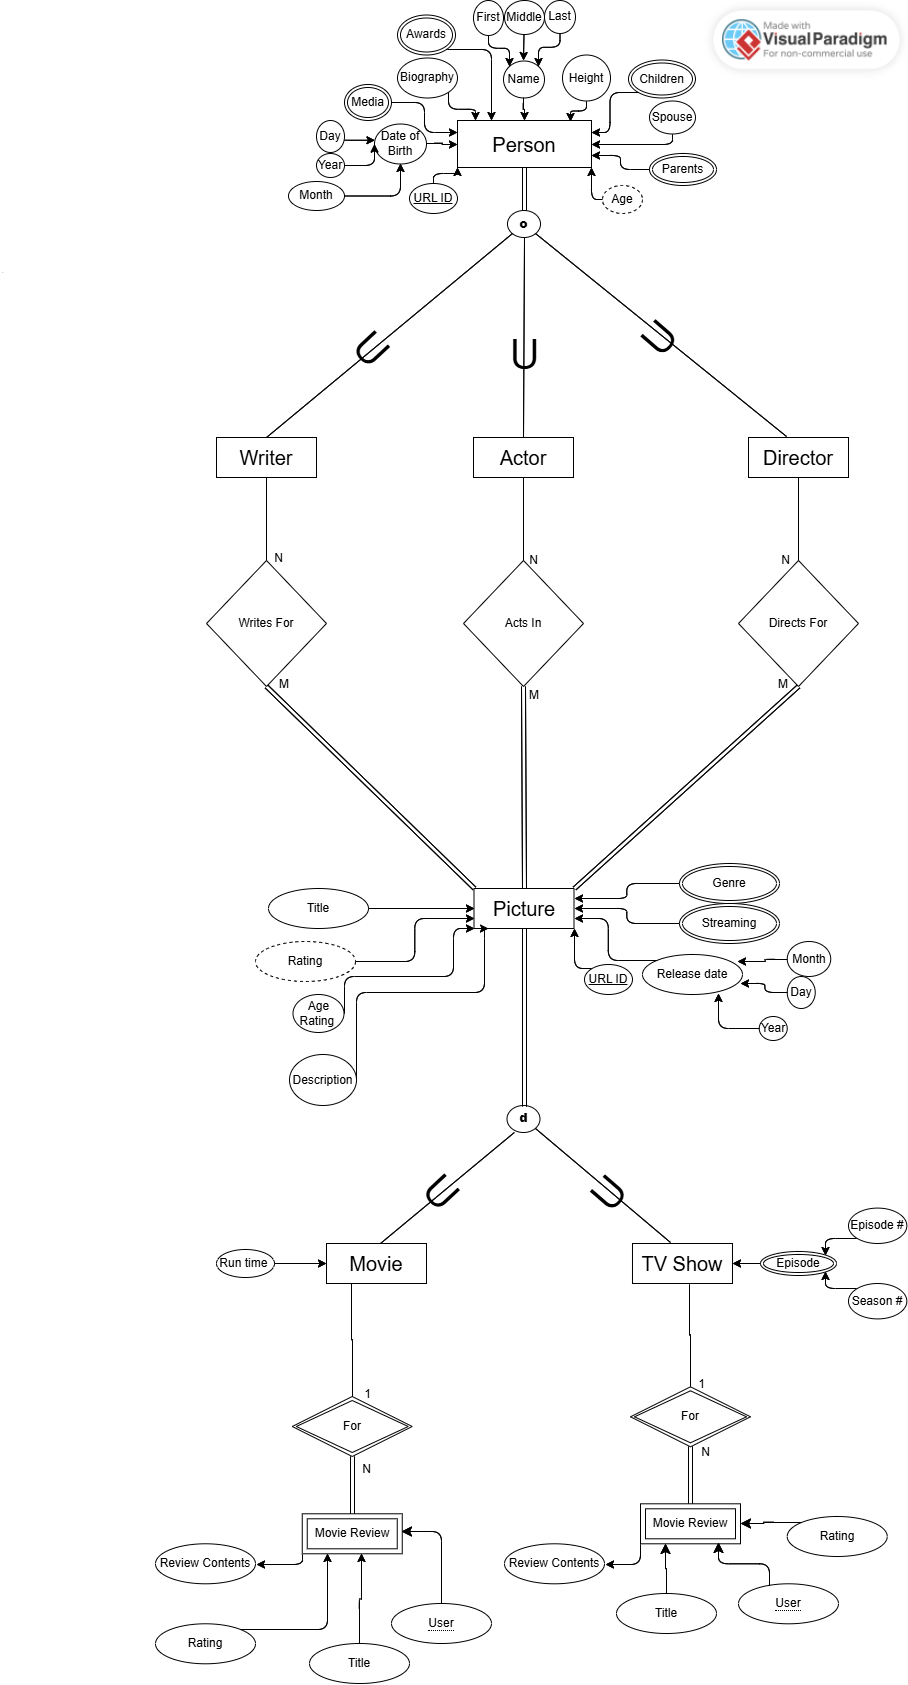 Made with
Visual Paradigm
For non-commercial use
First
Middle
Last
Awards
Biography
Name
Height
Children
Media
Spouse
Day
Date of
Birth
Person
Year
Parents
Month
URL ID
Age
o
Writer
Actor
Director
N
N
N
Writes For
Acts In
Directs For
M
M
M
Genre
Title
Picture
Streaming
Rating
Month
URL ID
Release date
Day
Age
Rating
Year
Description
d
Episode #
Run time
Movie
TV Show
Episode
Season #
1
1
For
For
N
N
Movie Review
Movie Review
Rating
Review Contents
Review Contents
User
Title
User
Rating
Title